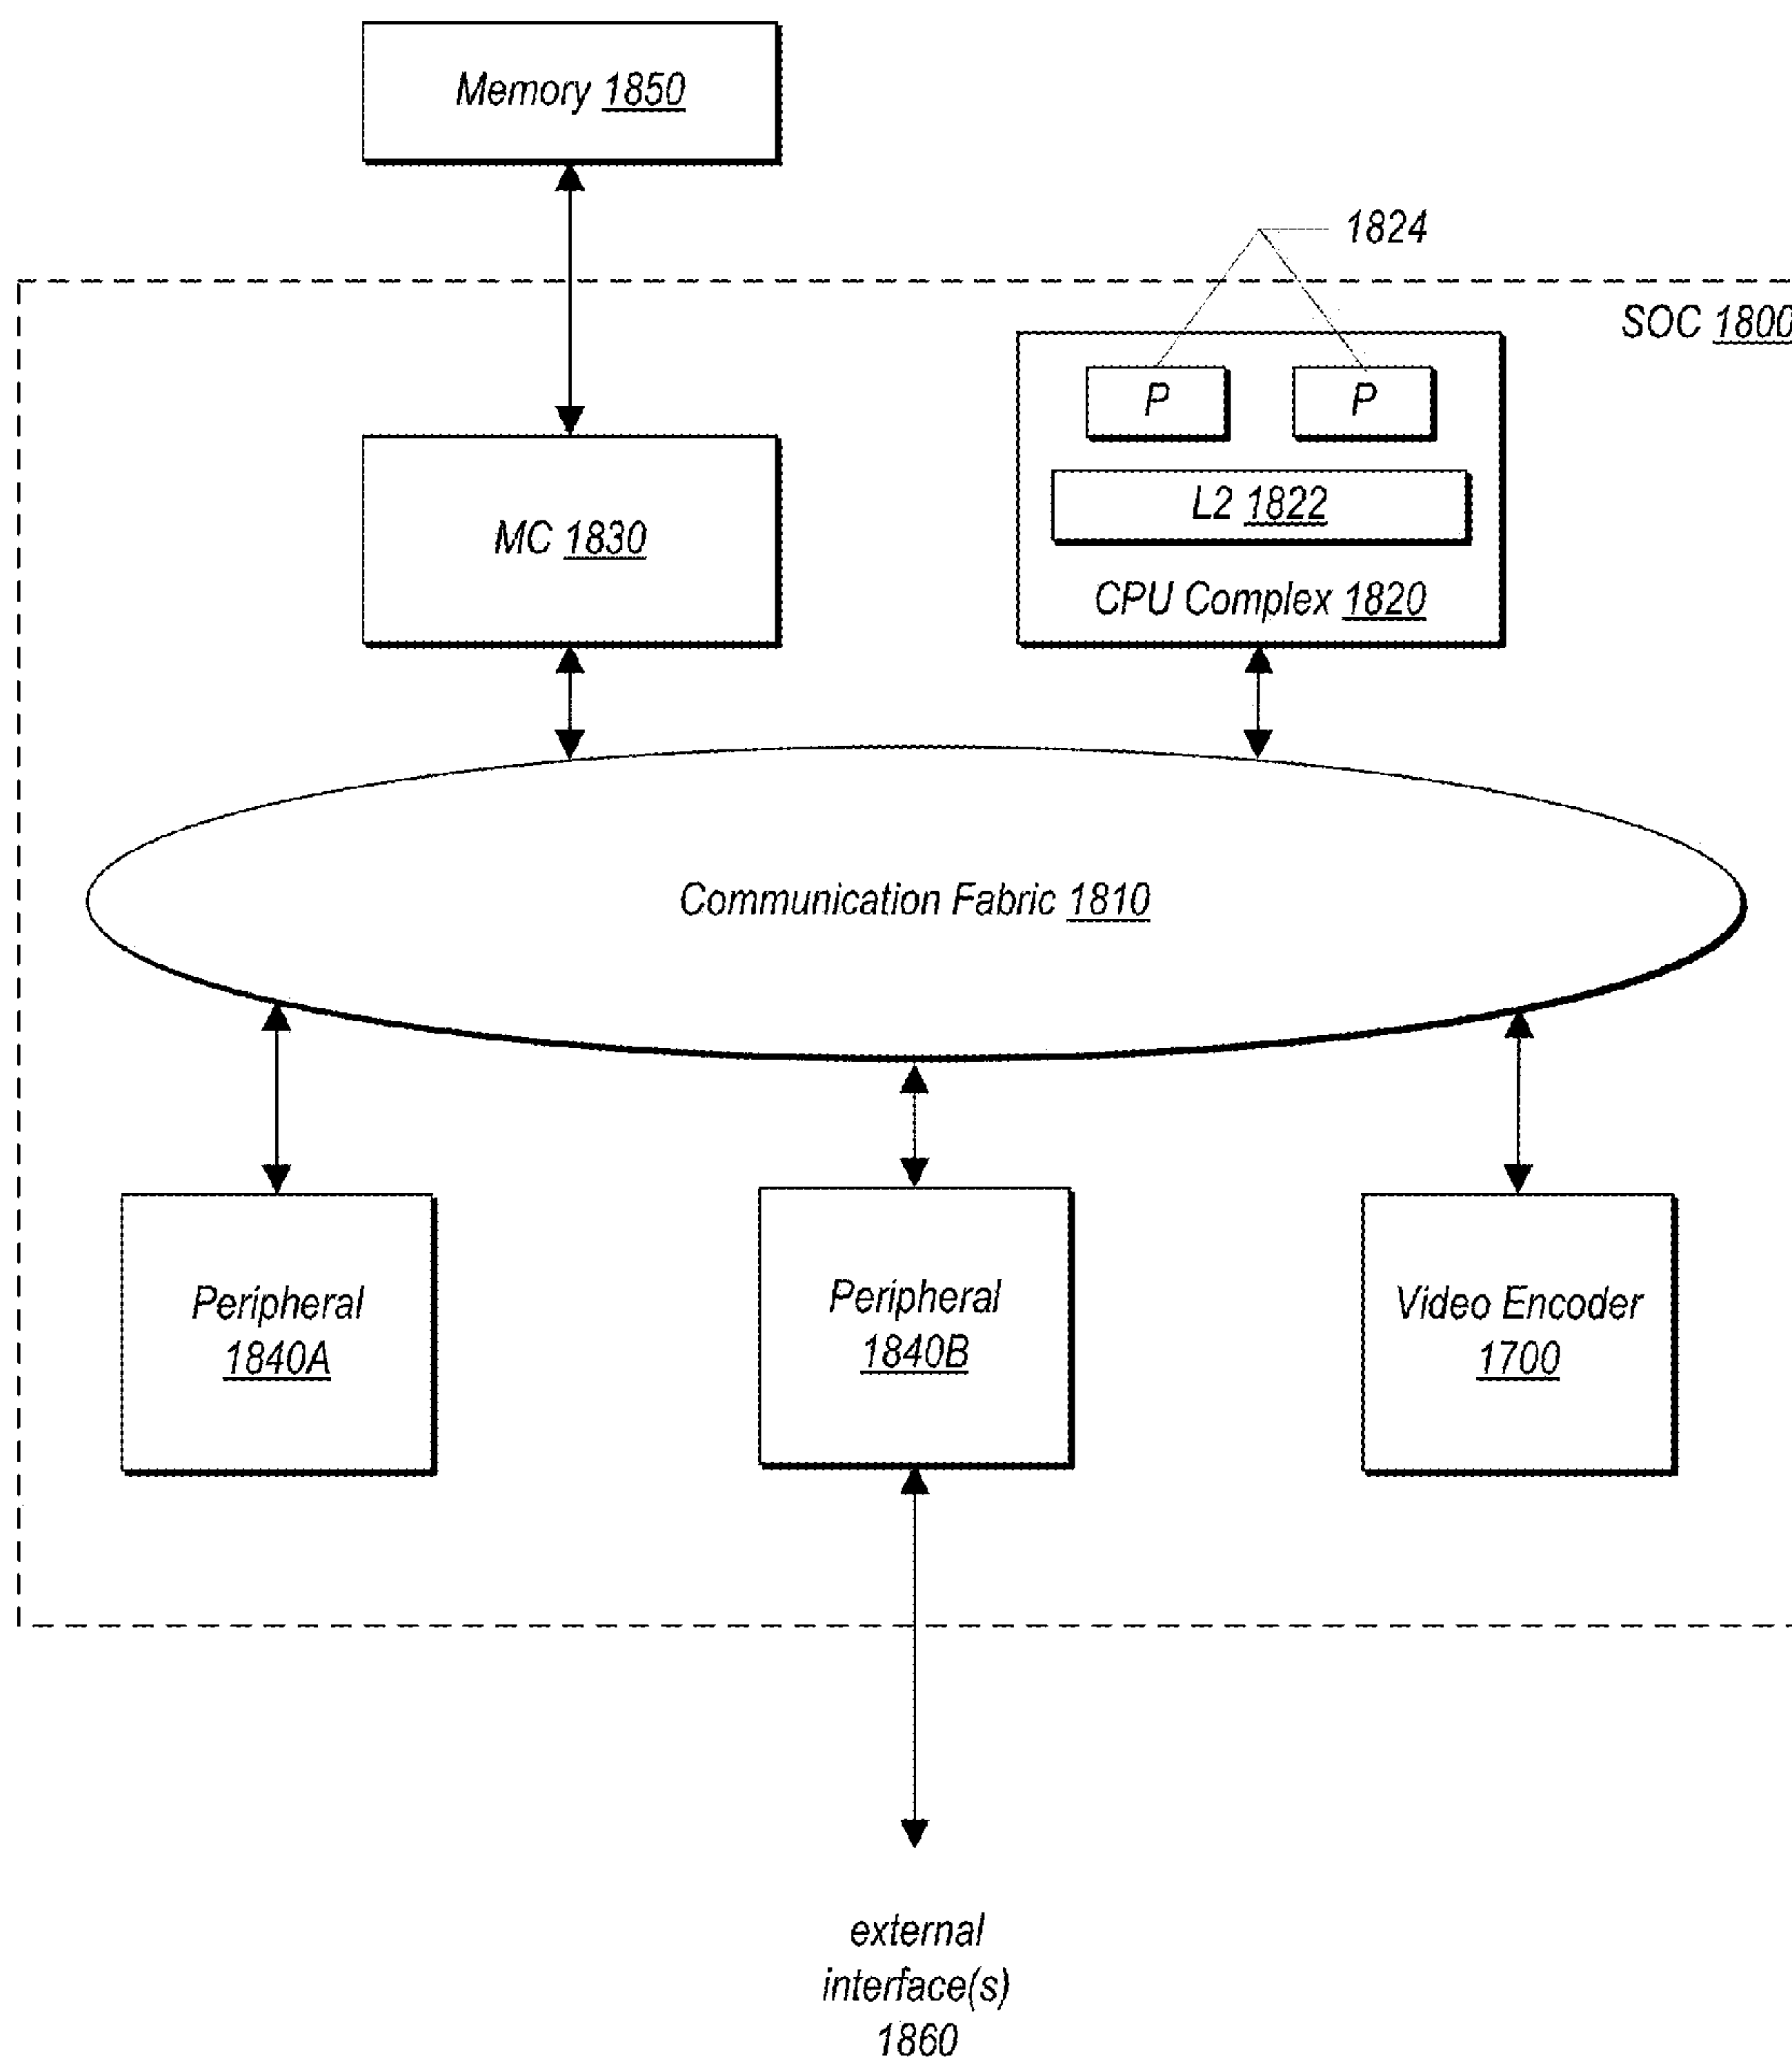 Memory 1850
1824
SOC 1800
P
P
L2 1822
MC 1830
CPU Complex 1820
Communication Fabric 1810
Peripheral
1840A
Peripheral
1840B
Video Encoder
1700
external
interface(s)
1860